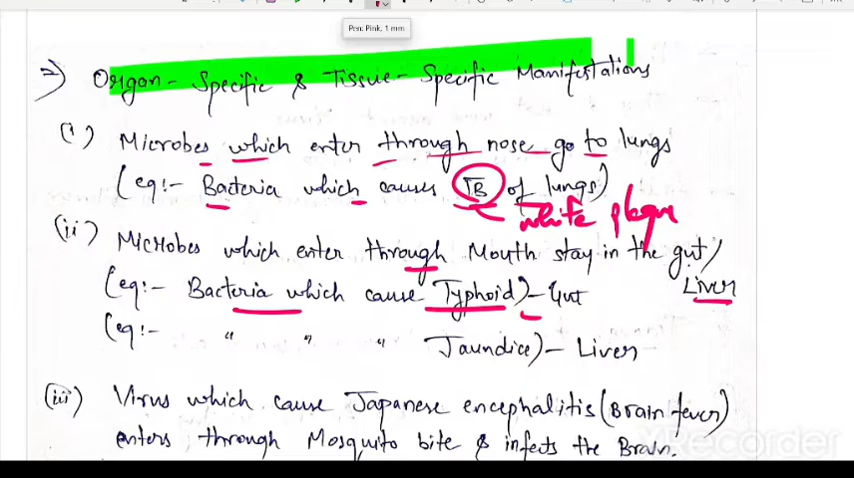 Pen: Pink, 1 mm
=> Organ - Specific & Tissue - Specific Manifestations
(i) Microbes which enter through nose go to lungs
(eg:- Bacteria which causes TB of lungs)
white plague
(ii) Microbes which enter through Mouth stay in the gut/
Liver
(eg:- Bacteria which cause Typhoid) - Gut
(eg:- " " " Jaundice) - Liver
(iii) Virus which cause Japanese encephalitis (Brain fever)
enters through Mosquito bite & infects the Brain.
YRecorder